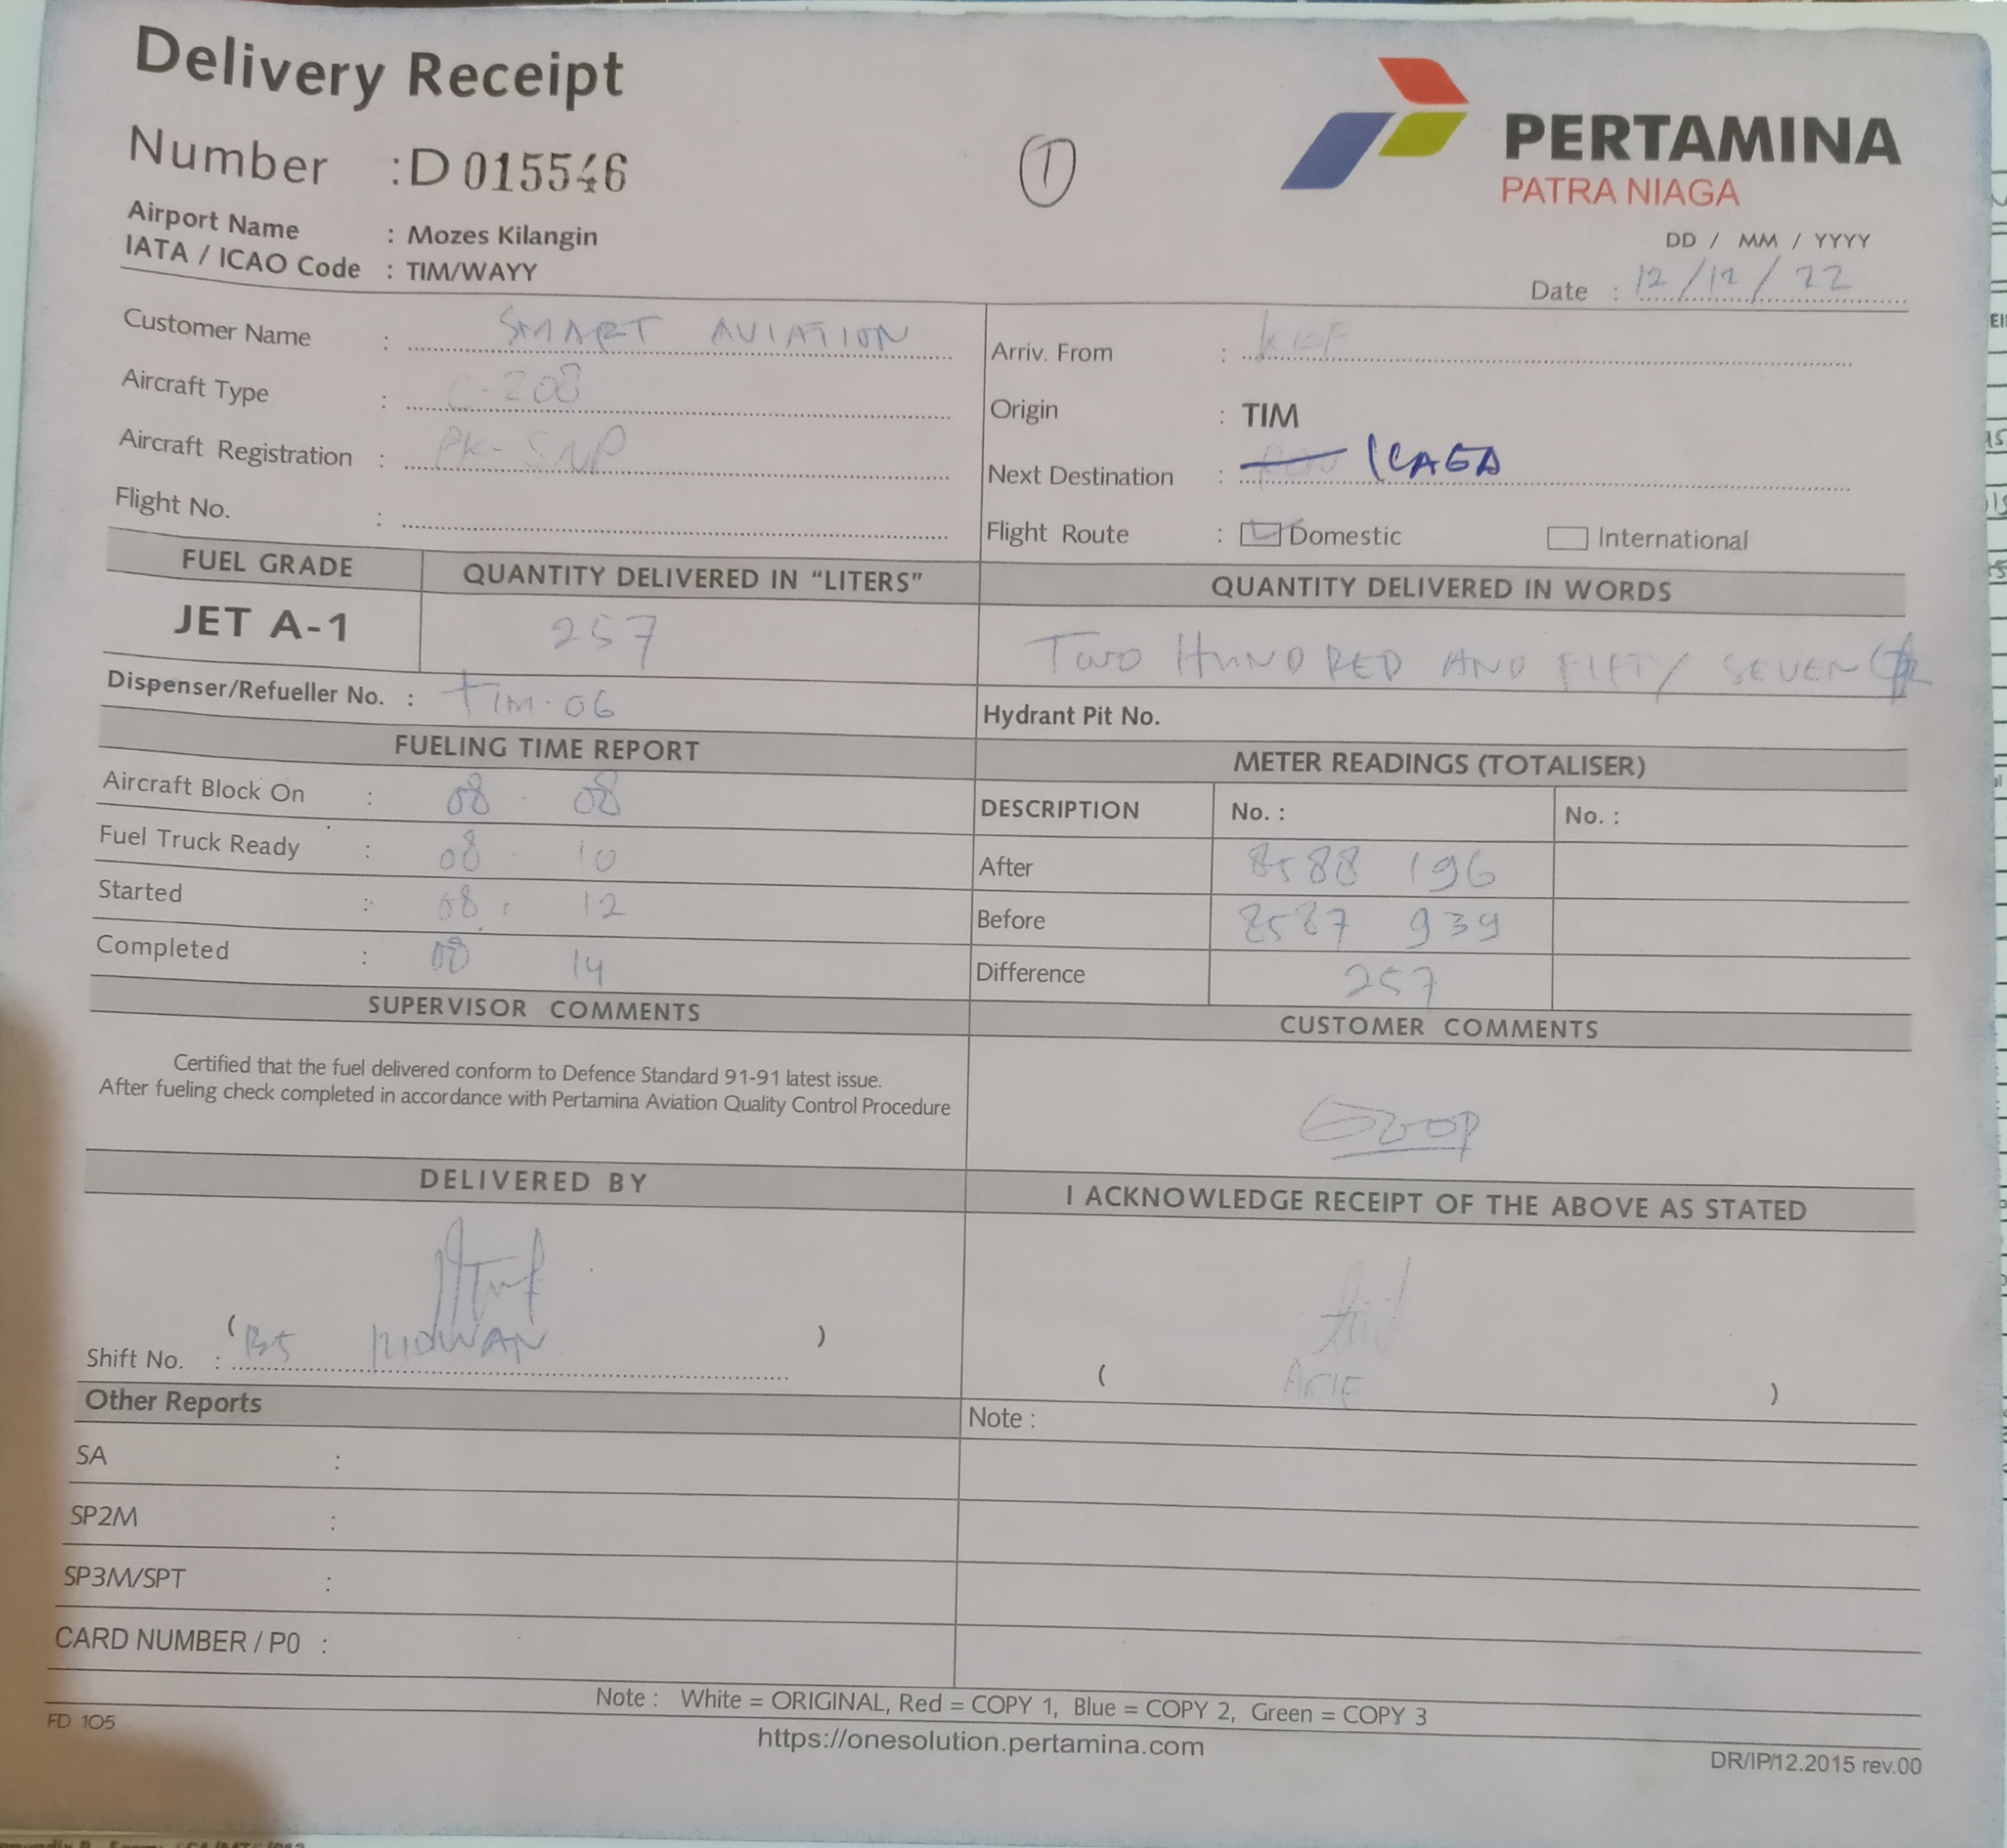 Delivery Receipt
Number : D 015546
1
PERTAMINA
PATRA NIAGA
Airport Name : Mozes Kilangin
IATA / ICAO Code : TIM/WAYY
DD / MM / YYYY
Date : 12/12/22
Customer Name : SMART AVIATION
Aircraft Type : C-208
Aircraft Registration : PK-SNP
Flight No. :
Arriv. From :
Origin : TIM
Next Destination : ILAGA
Flight Route : Domestic International
FUEL GRADE QUANTITY DELIVERED IN “LITERS” QUANTITY DELIVERED IN WORDS
JET A-1 257 TWO HUNDRED AND FIFTY SEVEN
Dispenser/Refueller No. : TIM-06 Hydrant Pit No.
FUELING TIME REPORT
Aircraft Block On : 08 . 08
Fuel Truck Ready : 08 . 10
Started : 08 . 12
Completed : 08 14
METER READINGS (TOTALISER)
DESCRIPTION No. : No. :
After 8588 196
Before 8587 939
Difference 257
SUPERVISOR COMMENTS
Certified that the fuel delivered conform to Defence Standard 91-91 latest issue.
After fueling check completed in accordance with Pertamina Aviation Quality Control Procedure
CUSTOMER COMMENTS
GOOD
DELIVERED BY
( )
Shift No. : RIDWAN
I ACKNOWLEDGE RECEIPT OF THE ABOVE AS STATED
( ARIF )
Other Reports
SA :
SP2M :
SP3M/SPT :
CARD NUMBER / P0 :
Note :
Note : White = ORIGINAL, Red = COPY 1, Blue = COPY 2, Green = COPY 3
FD 105
https://onesolution.pertamina.com
DR/IP/12.2015 rev.00